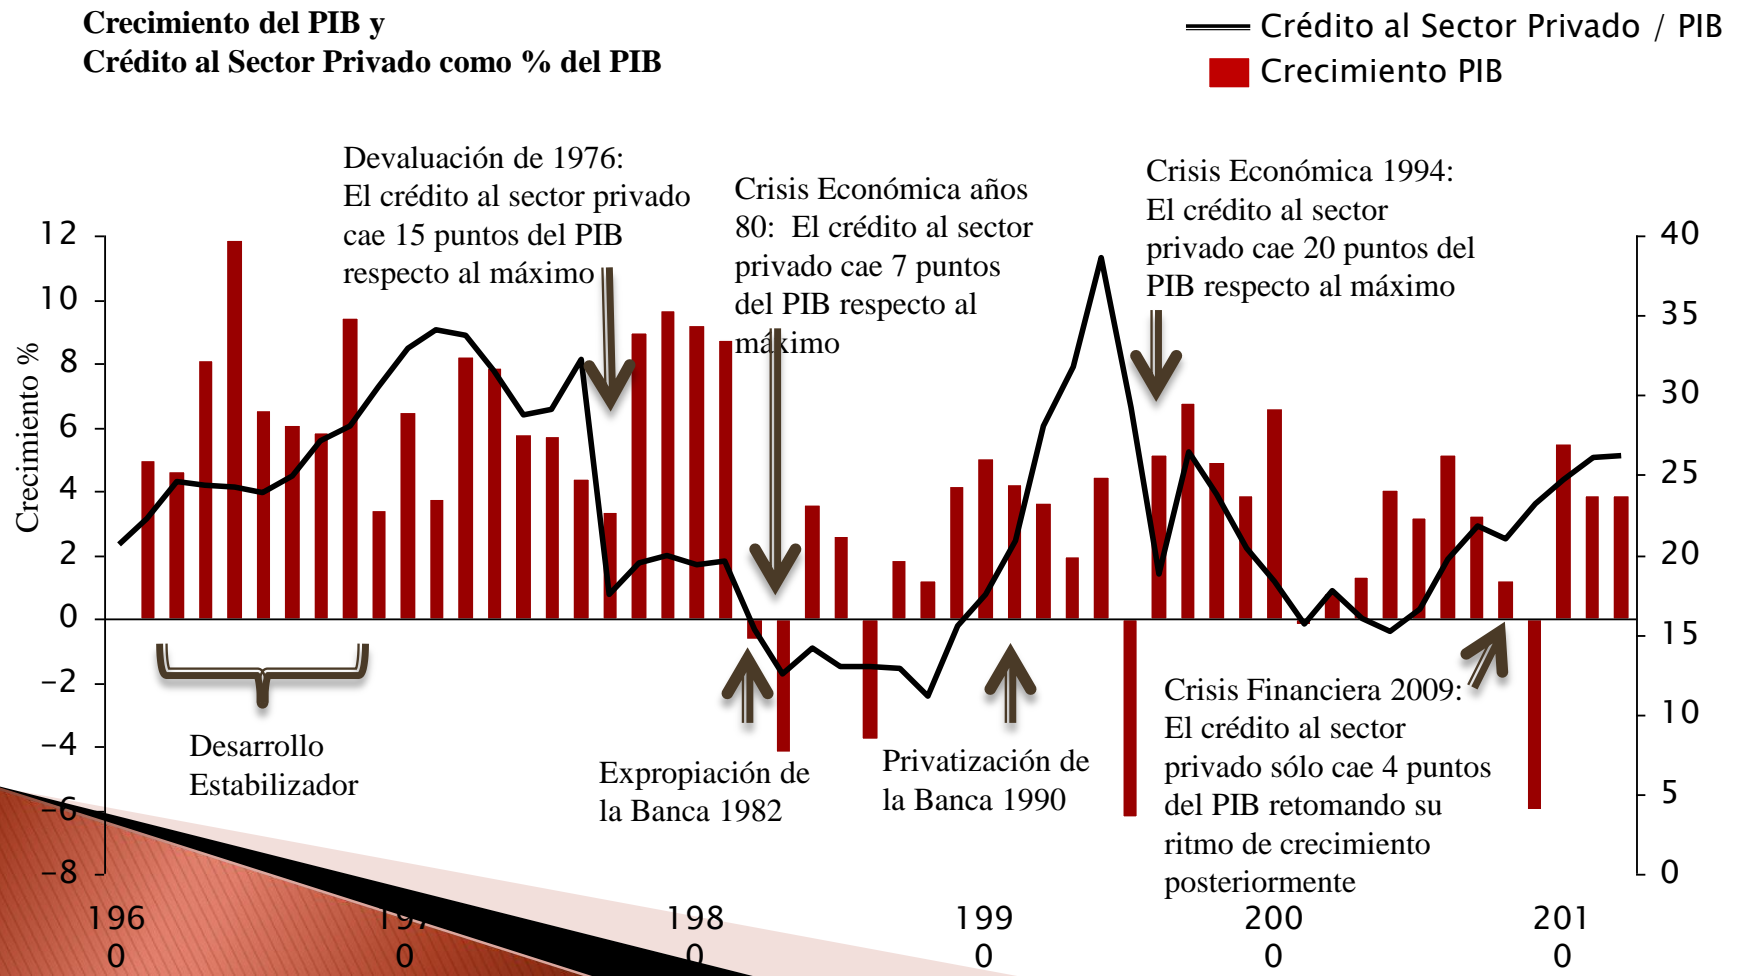 Crecimiento del PIB y
Crédito al Sector Privado como % del PIB
Crédito al Sector Privado / PIB
Crecimiento PIB
Devaluación de 1976:
El crédito al sector privado
cae 15 puntos del PIB
respecto al máximo
Crisis Económica años
80: El crédito al sector
privado cae 7 puntos
del PIB respecto al
máximo
Crisis Económica 1994:
El crédito al sector
privado cae 20 puntos del
PIB respecto al máximo
Crecimiento %
12
10
8
6
4
2
0
−2
−4
−6
−8
40
35
30
25
20
15
10
5
0
Desarrollo
Estabilizador
Expropiación de
la Banca 1982
Privatización de
la Banca 1990
Crisis Financiera 2009:
El crédito al sector
privado sólo cae 4 puntos
del PIB retomando su
ritmo de crecimiento
posteriormente
196
0
197
0
198
0
199
0
200
0
201
0